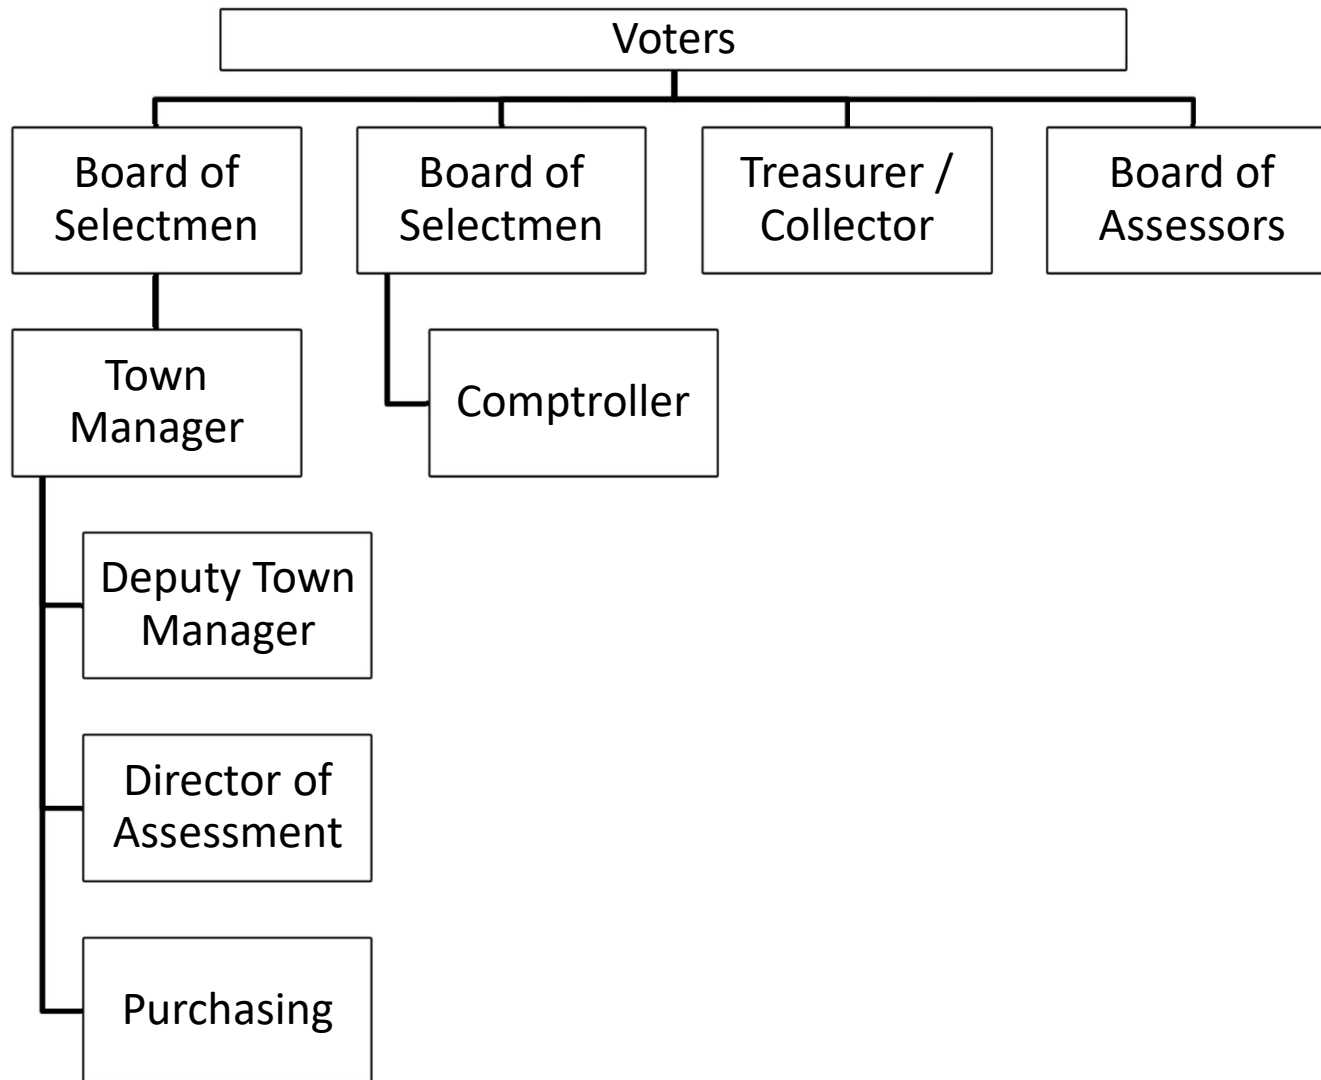 Voters
Board of
Selectmen
Board of
Selectmen
Treasurer /
Collector
Board of
Assessors
Town
Manager
Comptroller
Deputy Town
Manager
Director of
Assessment
Purchasing